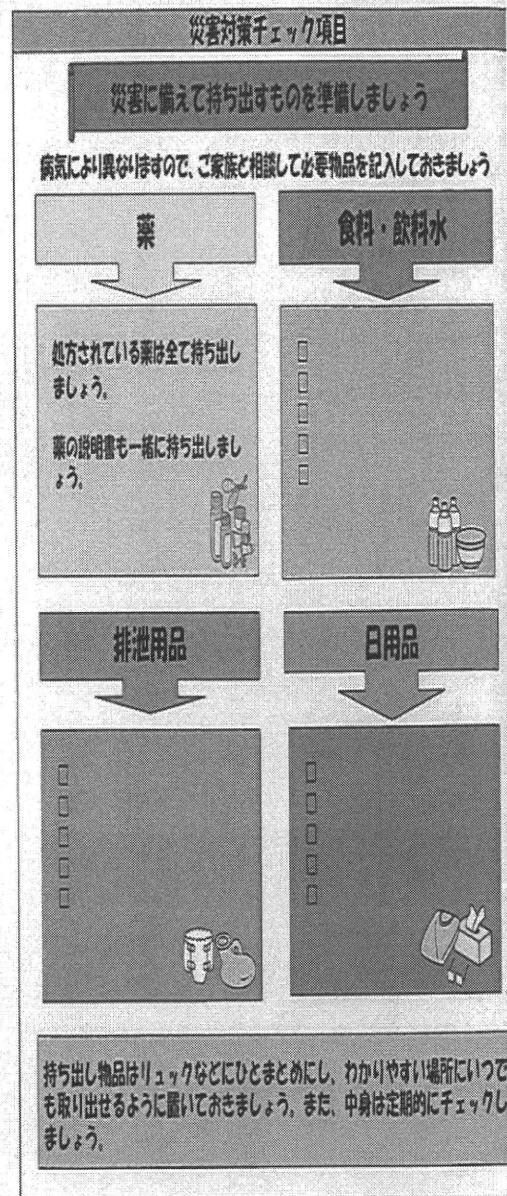 災害対策チェック項目
災害に備えて持ち出すものを準備しましょう
病気により異なりますので、ご家族と相談して必要物品を記入しておきましょう
薬
処方されている薬は全て持ち出し
ましょう。
薬の説明書も一緒に持ち出しまし
ょう。
食料・飲料水
排泄用品
日用品
持ち出し物品はリュックなどにひとまとめにし、わかりやすい場所にいつで
も取り出せるように置いておきましょう。また、中身は定期的にチェックし
ましょう。